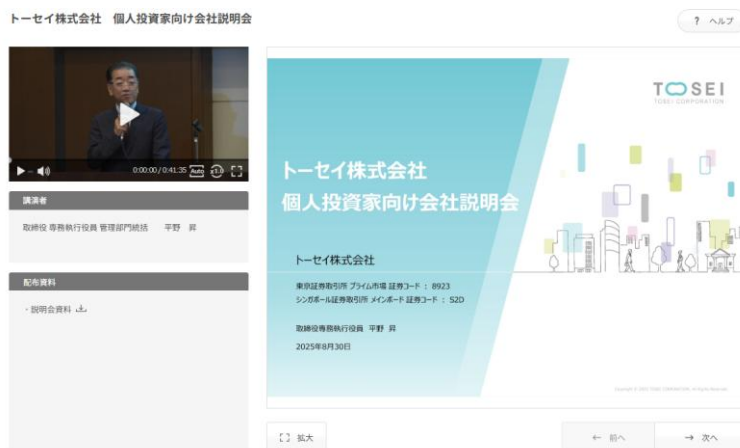 トーセイ株式会社 個人投資家向け会社説明会
? ヘルプ
0:00:00 / 0:41:35 Auto x1.0
講演者
取締役 専務執行役員 管理部門統括 平野 昇
配布資料
・説明会資料
TOSEI
TOSEI CORPORATION
トーセイ株式会社
個人投資家向け会社説明会
トーセイ株式会社
東京証券取引所 プライム市場 証券コード : 8923
シンガポール証券取引所 メインボード 証券コード : S2D
取締役専務執行役員 平野 昇
2025年8月30日
拡大
← 前へ
→ 次へ